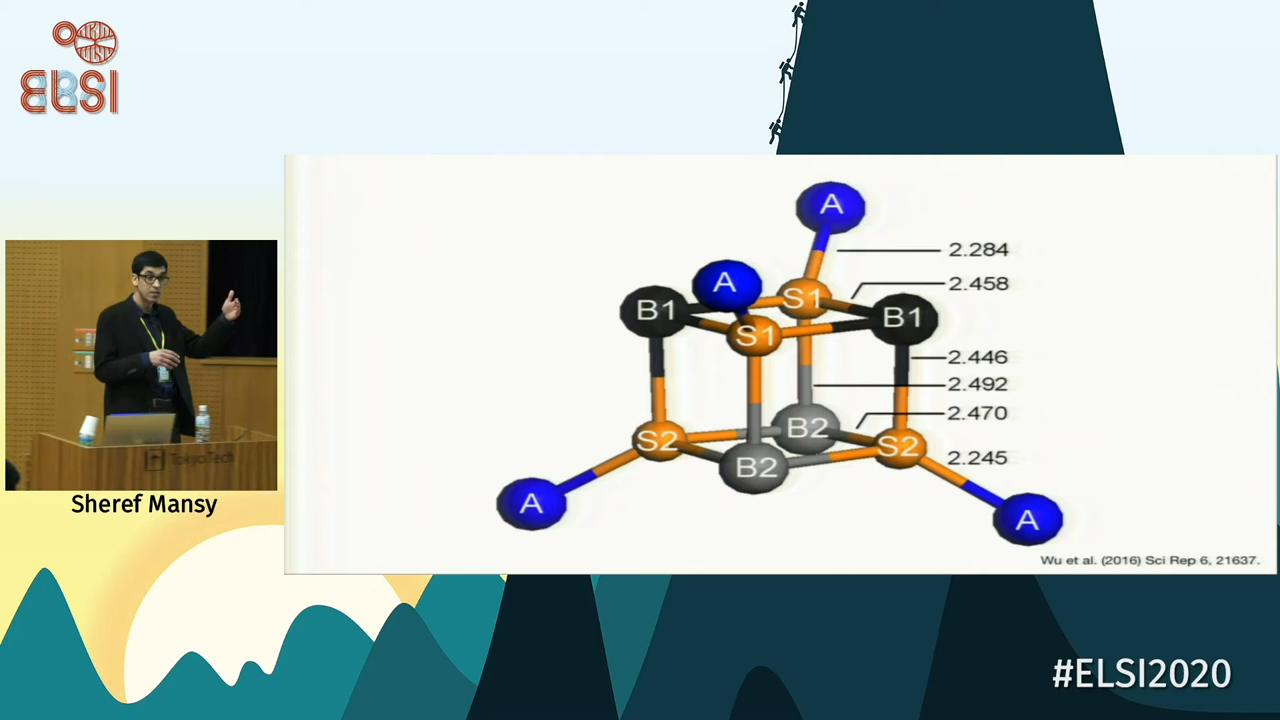 ELSI
A
2.284
A
2.458
B1
S1
B1
S1
2.446
2.492
2.470
S2
B2
S2
B2
2.245
A
A
TokyoTech
Sheref Mansy
Wu et al. (2016) Sci Rep 6, 21637.
#ELSI2020